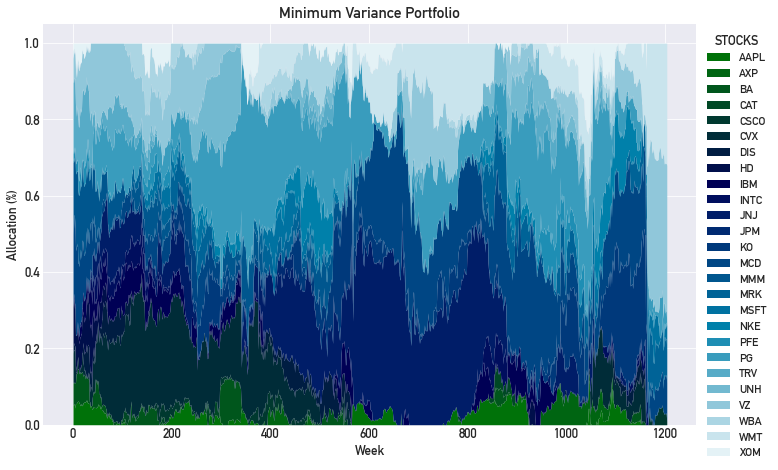 Minimum Variance Portfolio
1.0
0.8
0.6
0.4
0.2
0.0
Allocation (%)
0 200 400 600 800 1000 1200
Week
STOCKS
AAPL
AXP
BA
CAT
CSCO
CVX
DIS
HD
IBM
INTC
JNJ
JPM
KO
MCD
MMM
MRK
MSFT
NKE
PFE
PG
TRV
UNH
VZ
WBA
WMT
XOM